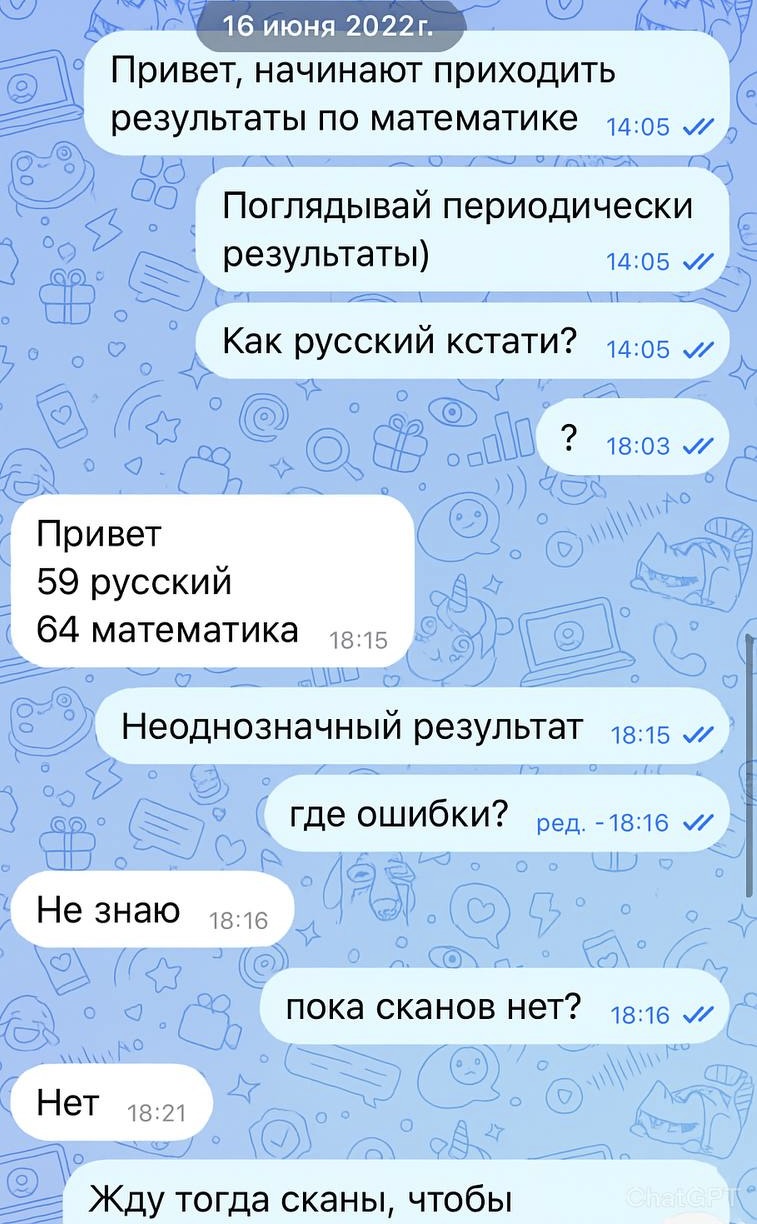 16 июня 2022 г.
Привет, начинают приходить
результаты по математике 14:05
Поглядывай периодически
результаты) 14:05
Как русский кстати? 14:05
? 18:03
Привет
59 русский
64 математика 18:15
Неоднозначный результат 18:15
где ошибки? ред. - 18:16
Не знаю 18:16
пока сканов нет? 18:16
Нет 18:21
Жду тогда сканы, чтобы
ChatGPT